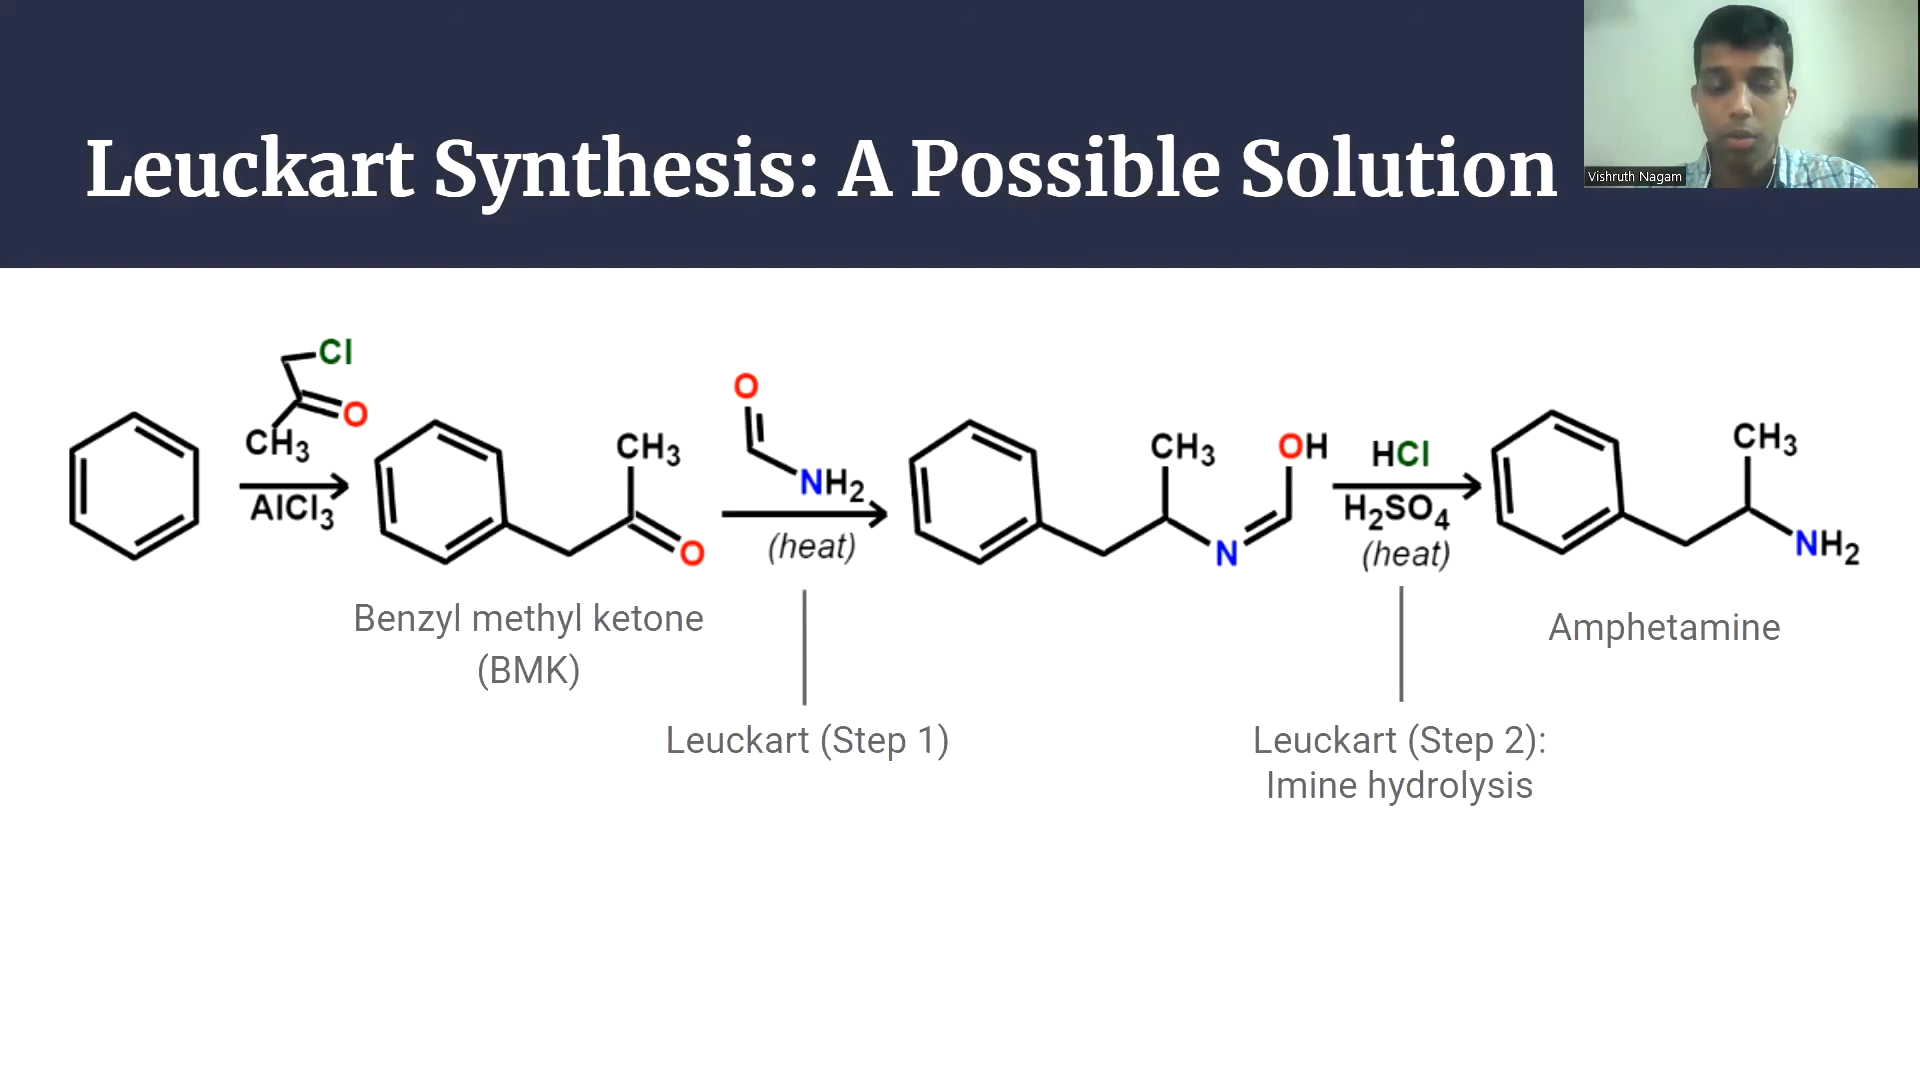 Leuckart Synthesis: A Possible Solution
Vishruth Nagam
Cl
O
CH3
AlCl3
CH3
O
O
NH2
(heat)
CH3
OH
N
HCl
H2SO4
(heat)
CH3
NH2
Benzyl methyl ketone
(BMK)
Amphetamine
Leuckart (Step 1)
Leuckart (Step 2):
Imine hydrolysis